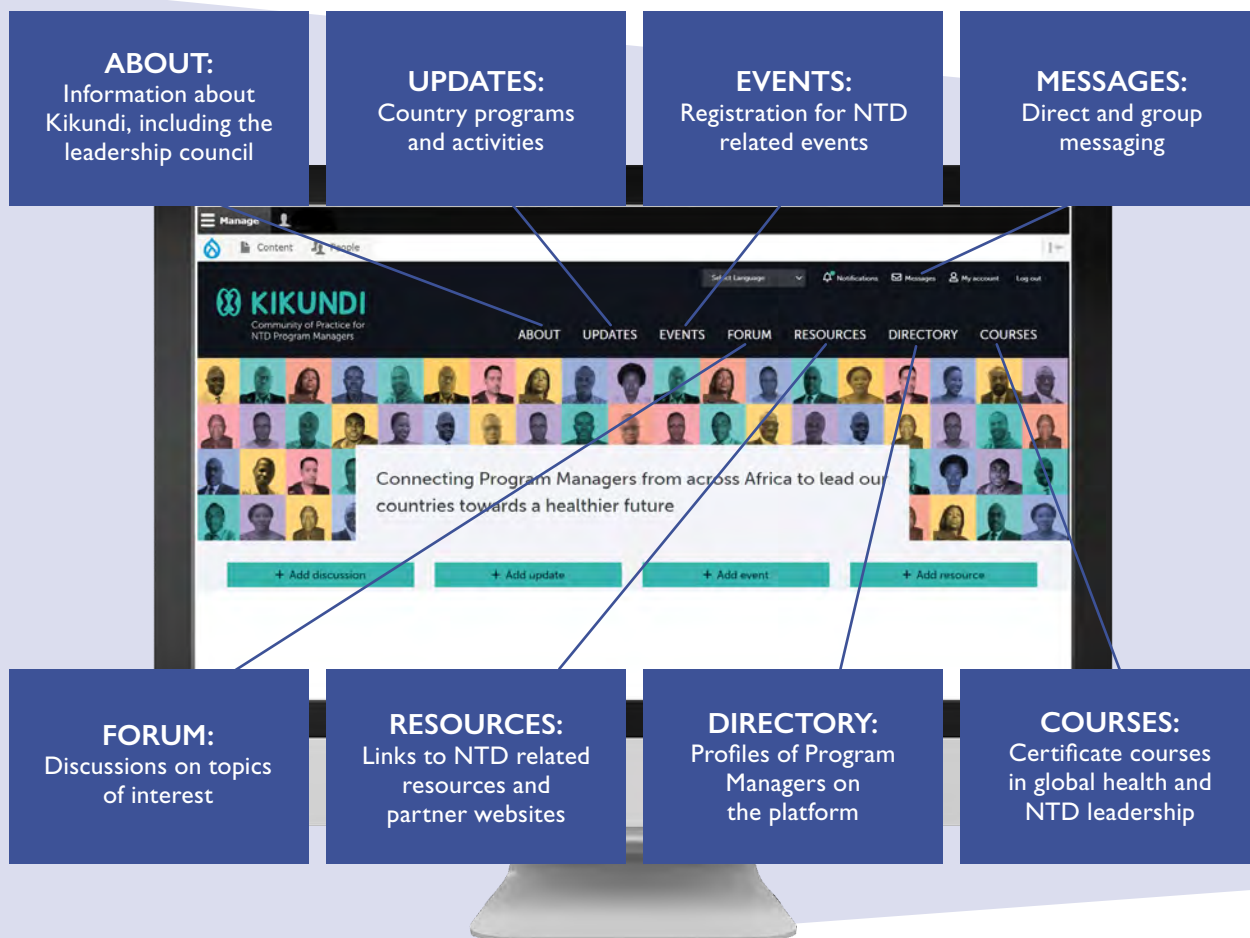 ABOUT:
Information about
Kikundi, including the
leadership council
UPDATES:
Country programs
and activities
EVENTS:
Registration for NTD
related events
MESSAGES:
Direct and group
messaging
Manage
Content
People
Select Language
Notifications
Messages
My account
Log out
KIKUNDI
Community of Practice for
NTD Program Managers
ABOUT
UPDATES
EVENTS
FORUM
RESOURCES
DIRECTORY
COURSES
Connecting Program Managers from across Africa to lead our
countries towards a healthier future
+ Add discussion
+ Add update
+ Add event
+ Add resource
FORUM:
Discussions on topics
of interest
RESOURCES:
Links to NTD related
resources and
partner websites
DIRECTORY:
Profiles of Program
Managers on
the platform
COURSES:
Certificate courses
in global health and
NTD leadership